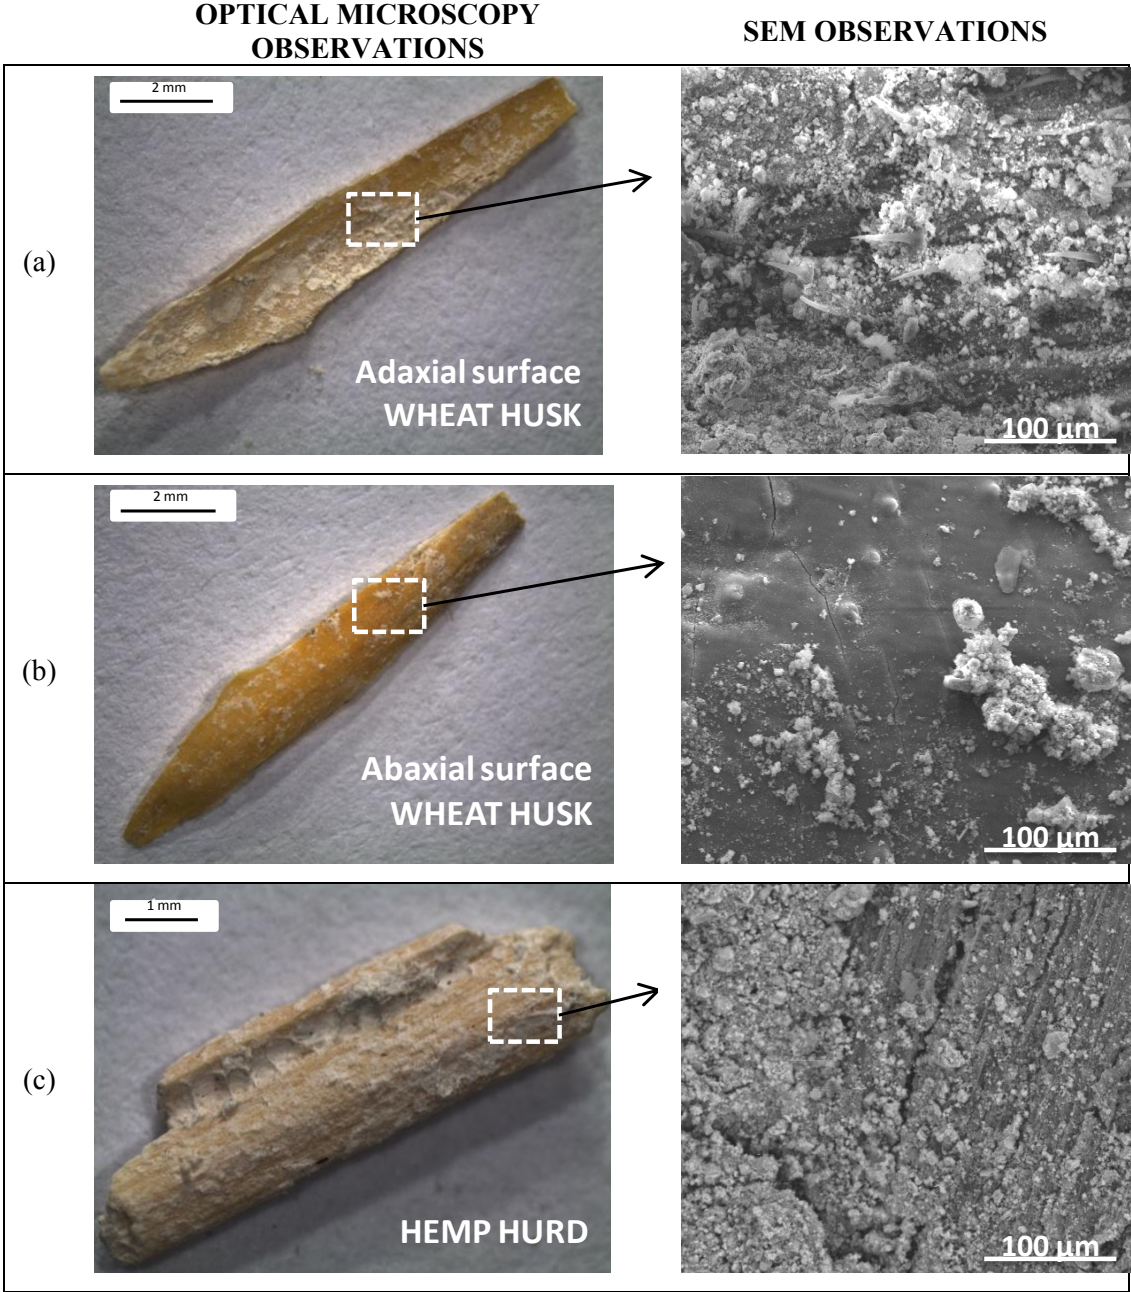 OPTICAL MICROSCOPY
OBSERVATIONS
SEM OBSERVATIONS
(a)
2 mm
Adaxial surface
WHEAT HUSK
100 µm
(b)
2 mm
Abaxial surface
WHEAT HUSK
100 µm
(c)
1 mm
HEMP HURD
100 µm